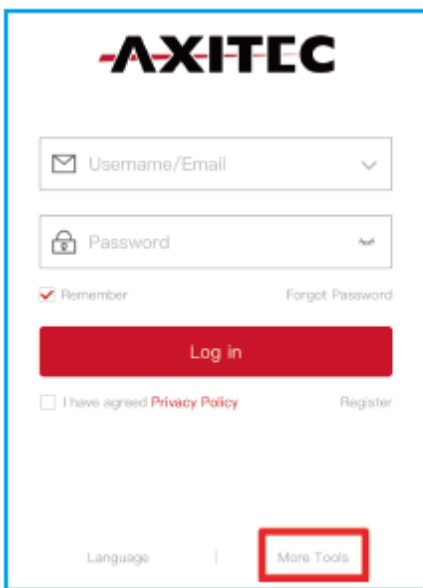 AXITEC
Username/Email
Password
Remember Forgot Password
Log in
I have agreed Privacy Policy Register
Language | More Tools